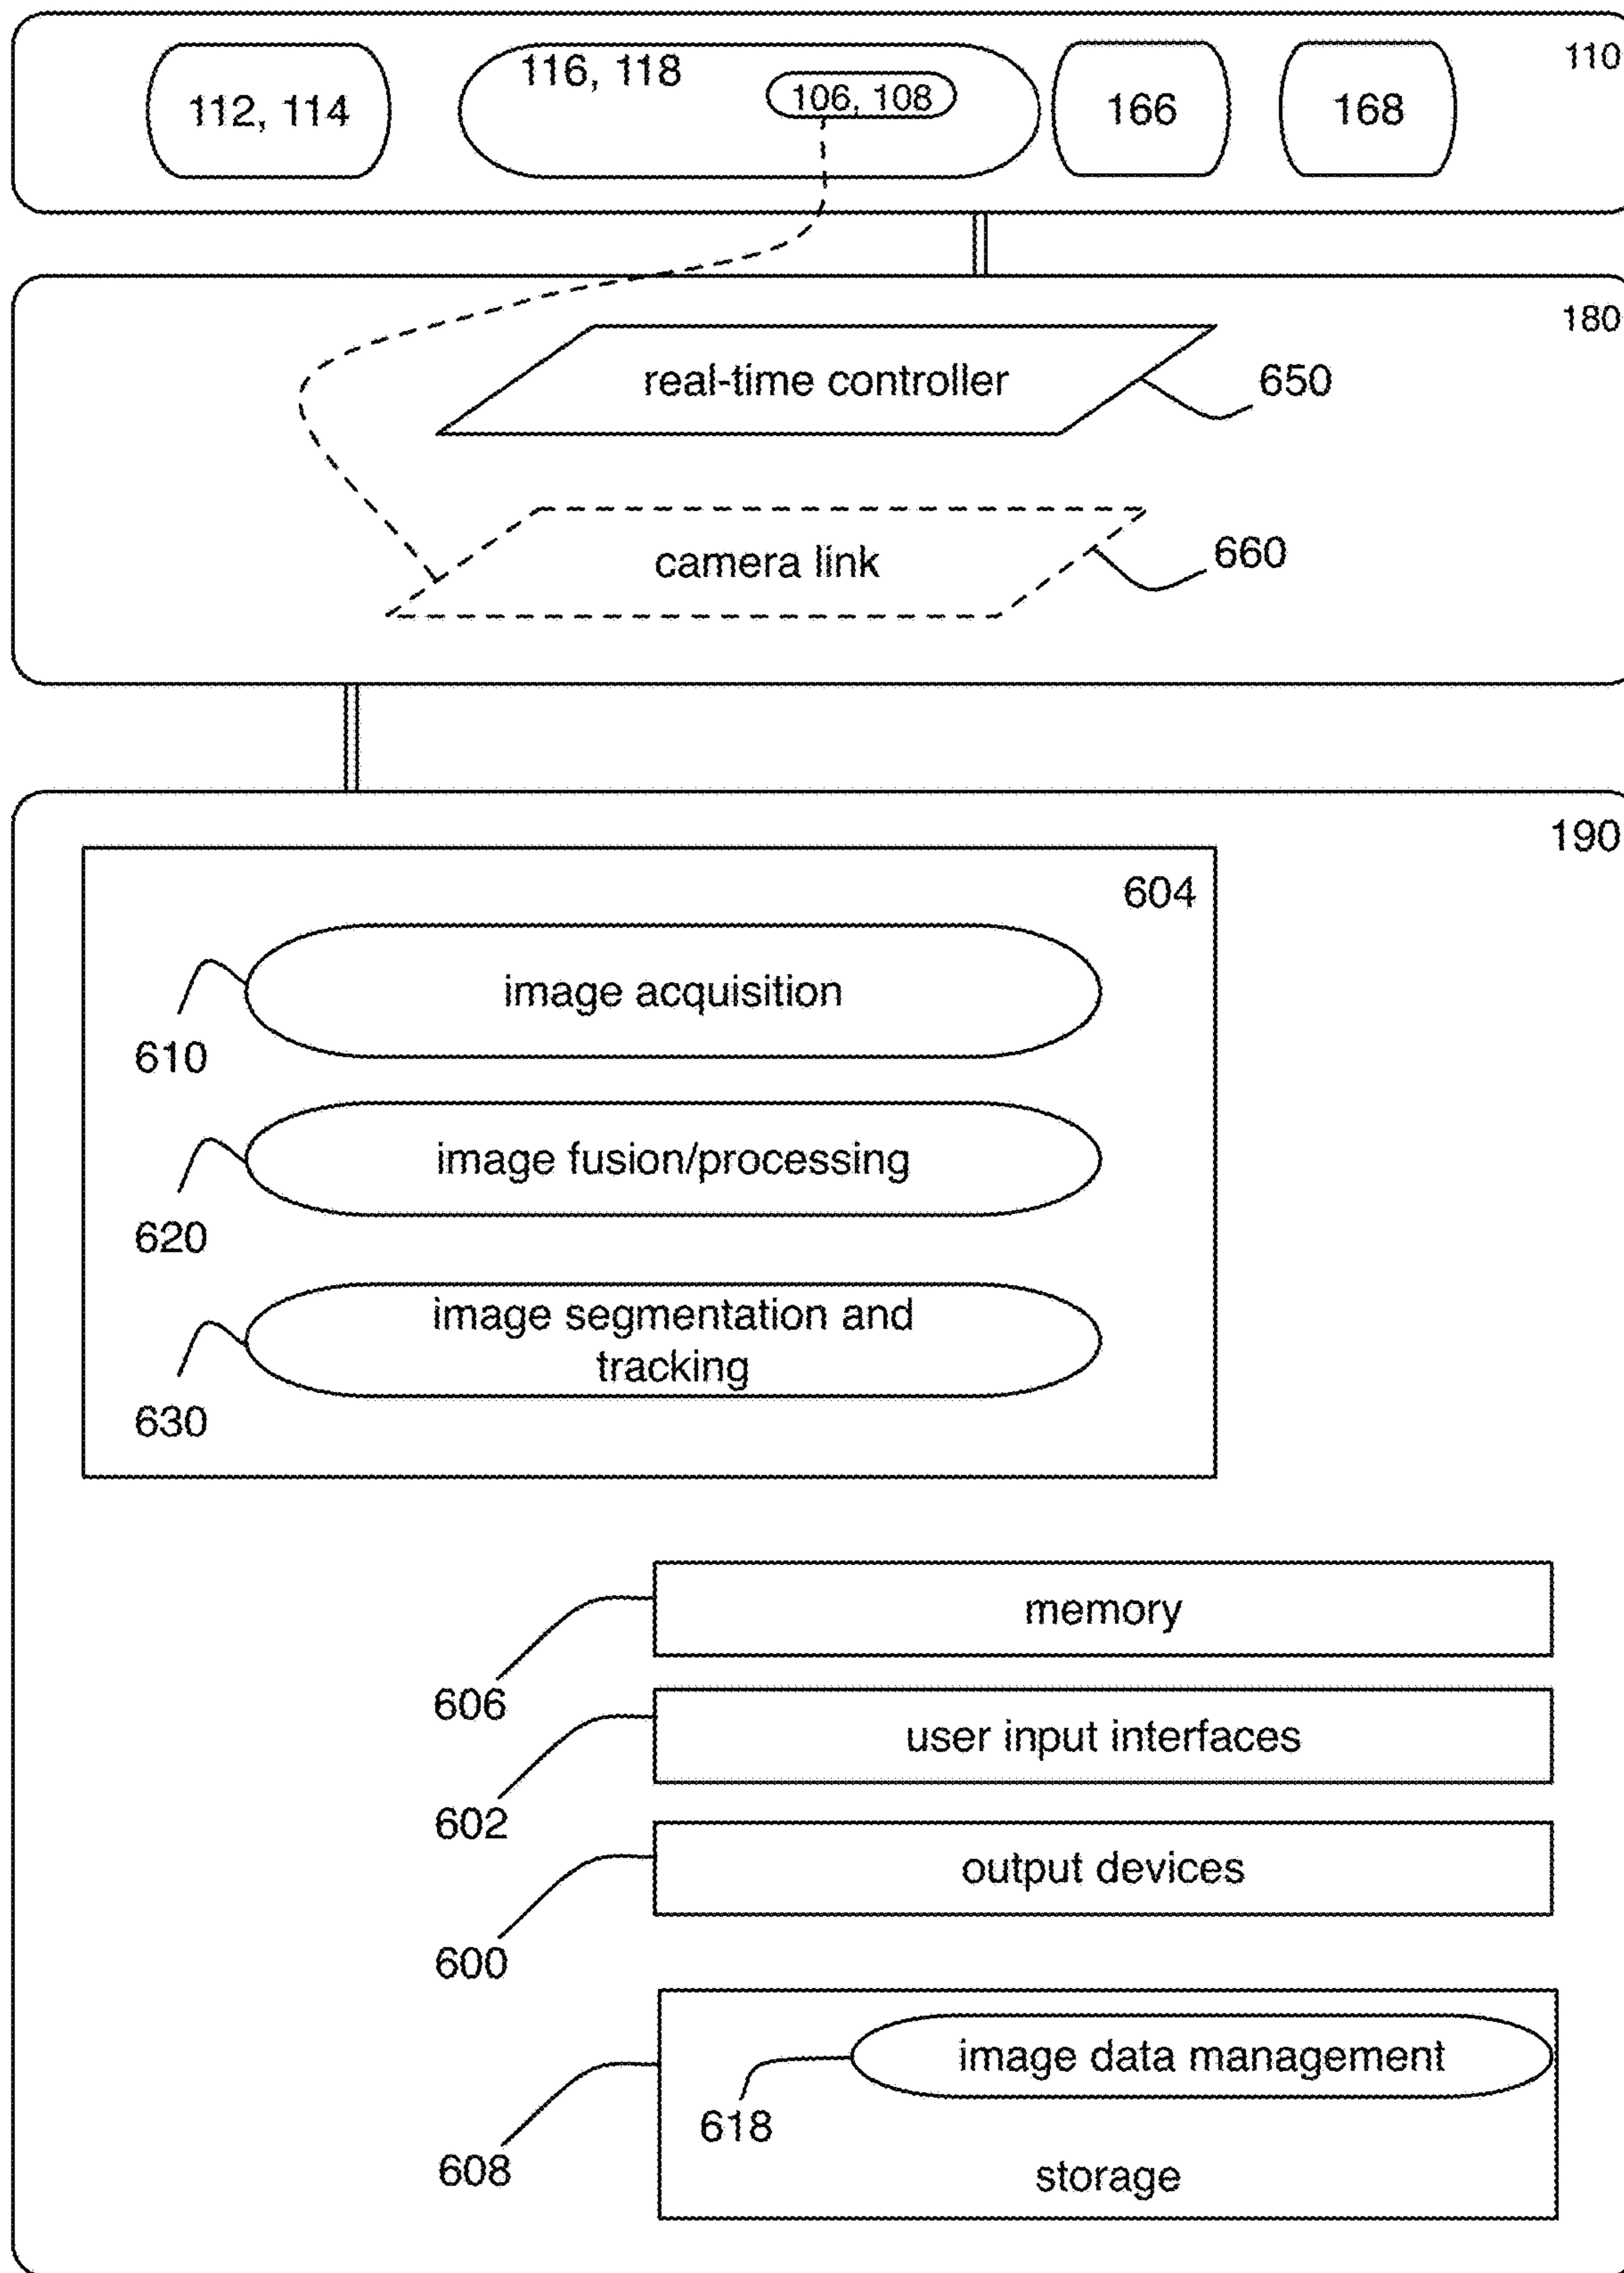 110
116, 118
106, 108
112, 114
166
168
180
real-time controller
650
camera link
660
190
604
image acquisition
610
image fusion/processing
620
image segmentation and
tracking
630
memory
606
user input interfaces
602
output devices
600
image data management
618
608
storage